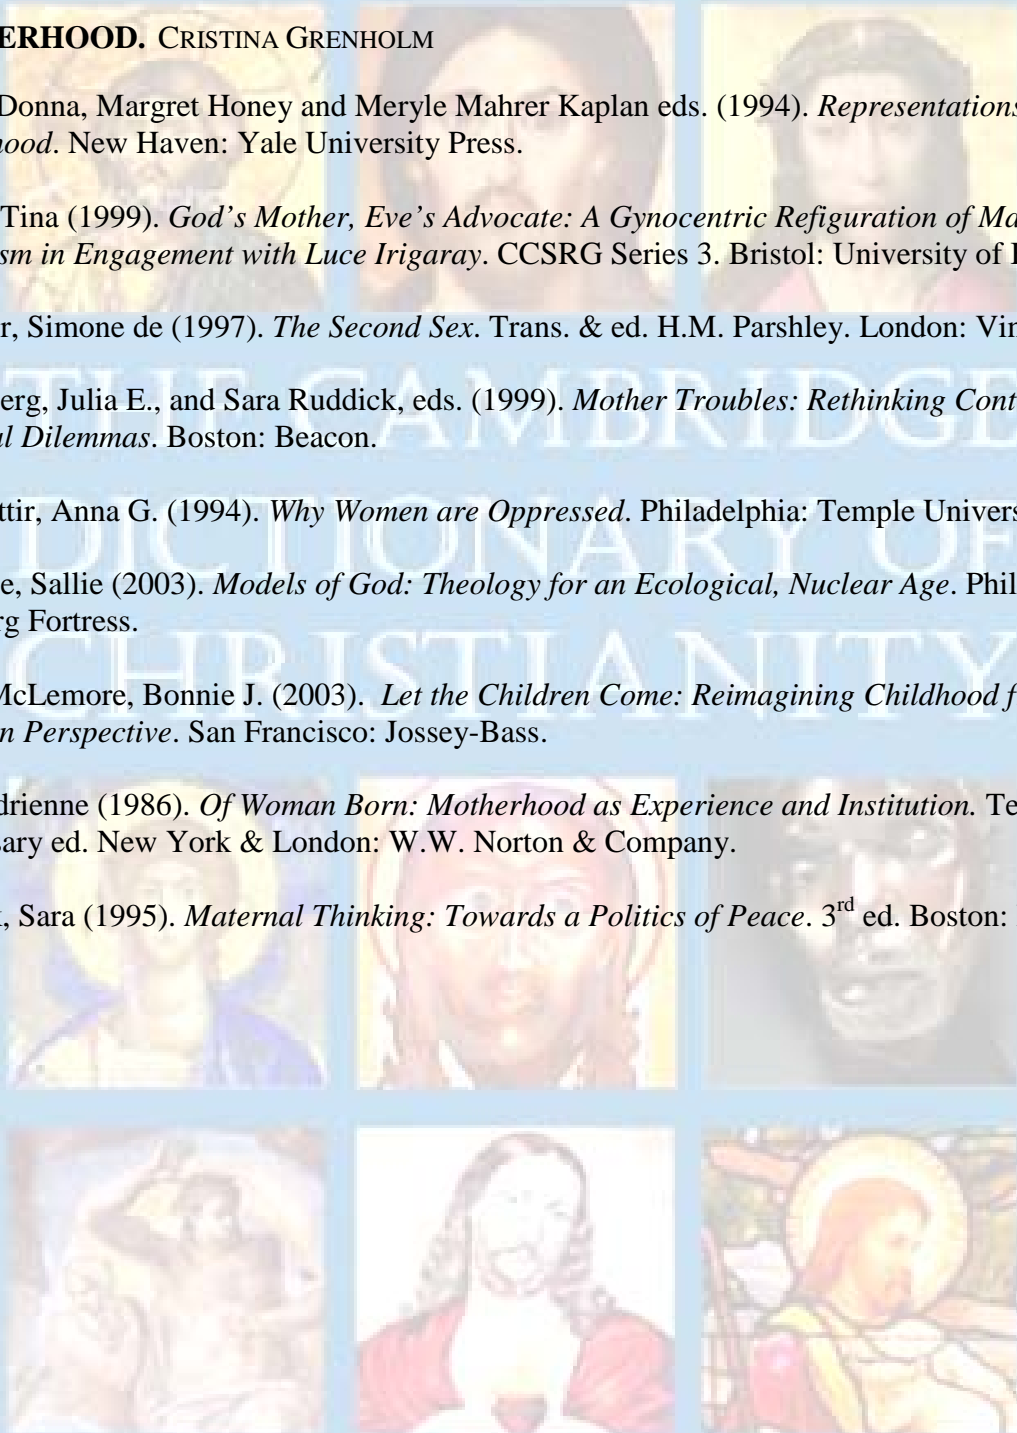 ERHOOD. CRISTINA GRENHOLM
Donna, Margret Honey and Meryle Mahrer Kaplan eds. (1994). Representations
ood. New Haven: Yale University Press.
Tina (1999). God's Mother, Eve's Advocate: A Gynocentric Refiguration of Ma
sm in Engagement with Luce Irigaray. CCSRG Series 3. Bristol: University of
r, Simone de (1997). The Second Sex. Trans. & ed. H.M. Parshley. London: Vin
THE CAMBRIDGE
erg, Julia E., and Sara Ruddick, eds. (1999). Mother Troubles: Rethinking Cont
l Dilemmas. Boston: Beacon.
DICTIONARY OF
ttir, Anna G. (1994). Why Women are Oppressed. Philadelphia: Temple Univers
e, Sallie (2003). Models of God: Theology for an Ecological, Nuclear Age. Phil
rg Fortress.
CHRISTIANITY
McLemore, Bonnie J. (2003). Let the Children Come: Reimagining Childhood f
n Perspective. San Francisco: Jossey-Bass.
drienne (1986). Of Woman Born: Motherhood as Experience and Institution. Te
ary ed. New York & London: W.W. Norton & Company.
, Sara (1995). Maternal Thinking: Towards a Politics of Peace. 3rd ed. Boston: